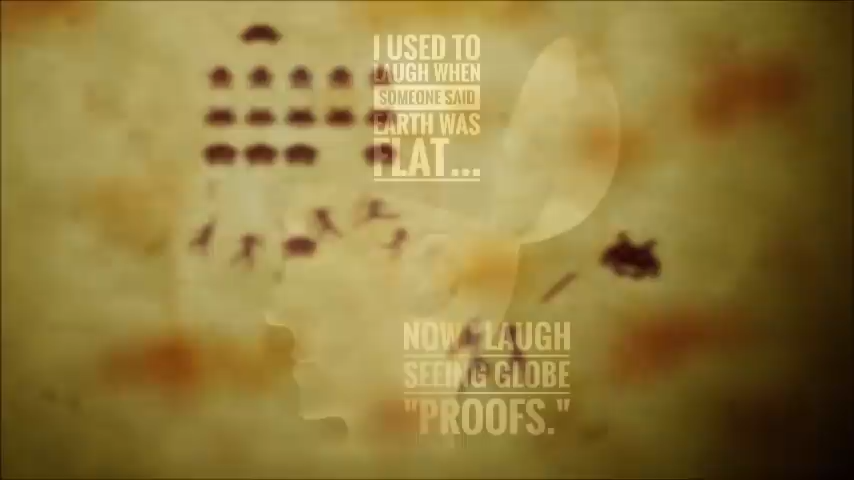 I USED TO
LAUGH WHEN
SOMEONE SAID
EARTH WAS
FLAT...
NOW I LAUGH
SEEING GLOBE
"PROOFS."